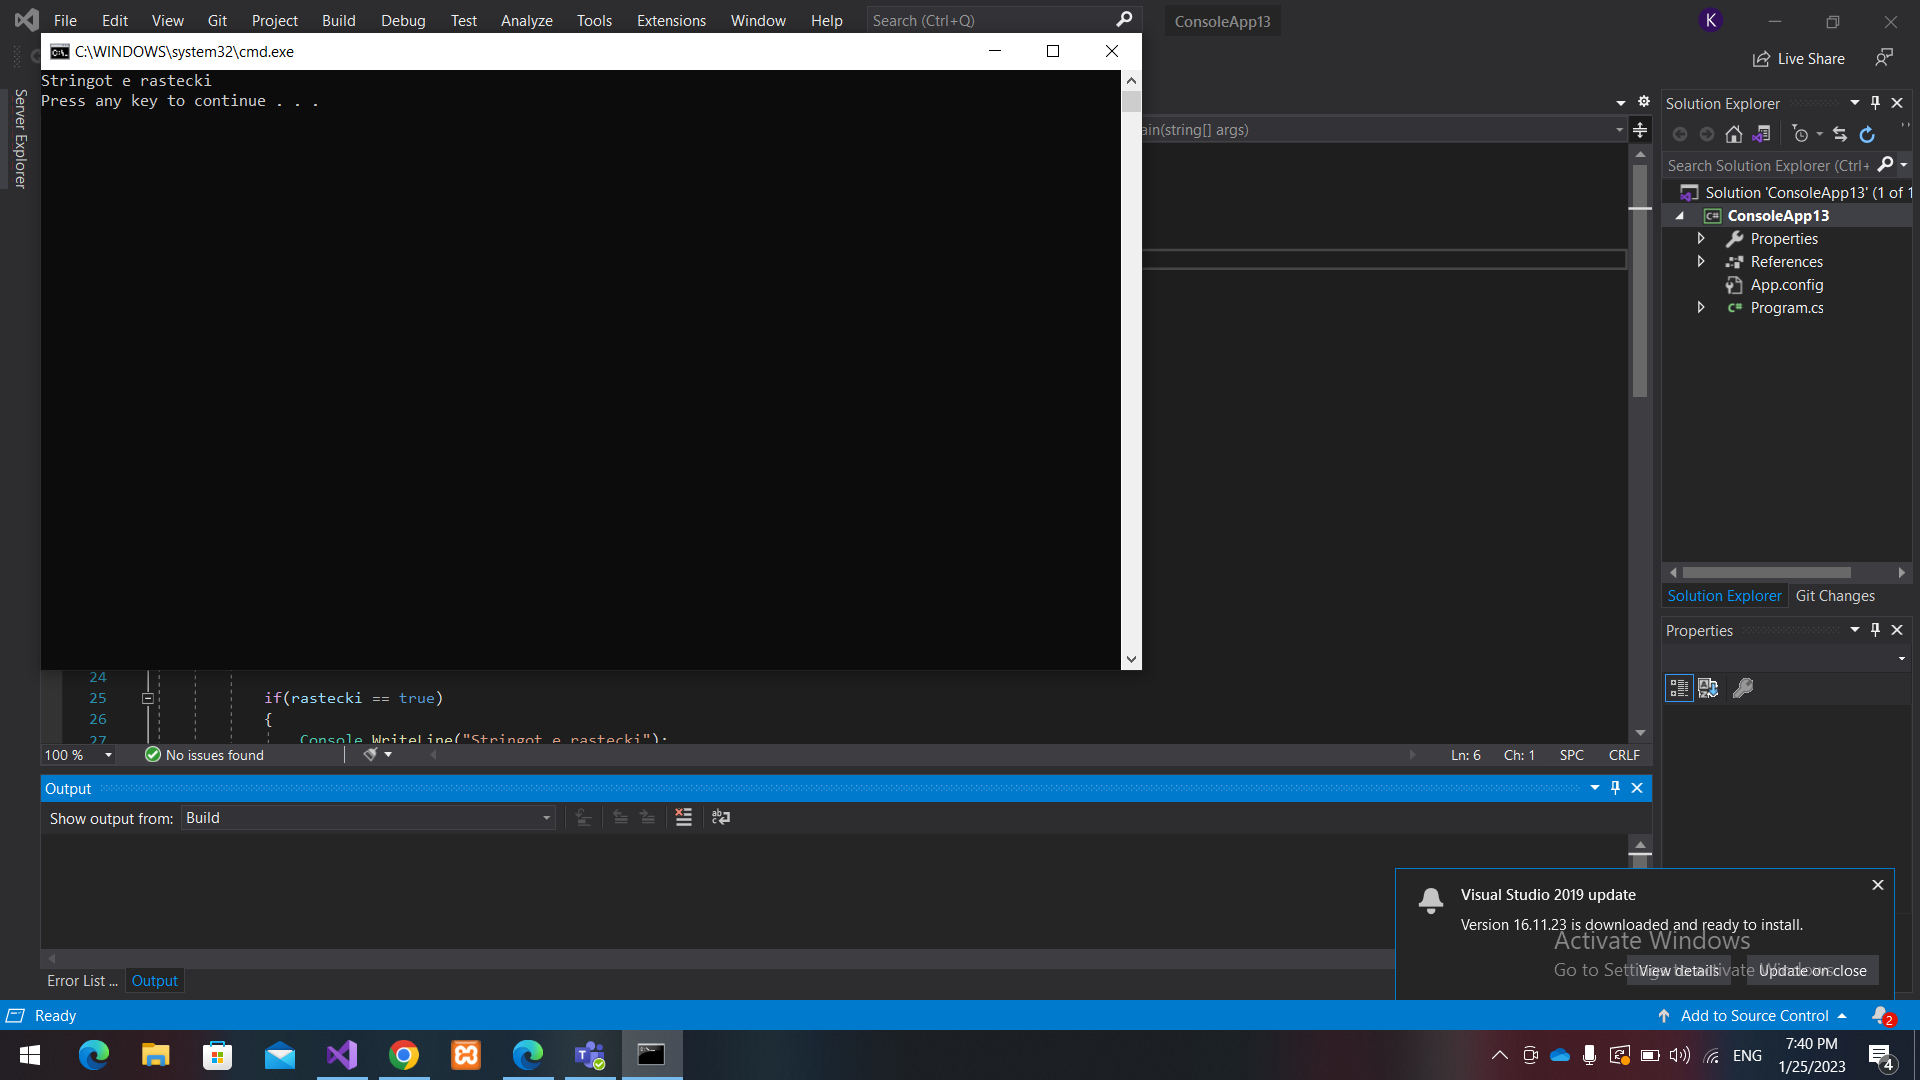 File Edit View Git Project Build Debug Test Analyze Tools Extensions Window Help Search (Ctrl+Q) ConsoleApp13 K
C:\WINDOWS\system32\cmd.exe
Live Share
Stringot e rastecki
Press any key to continue . . .
Server Explorer
ain(string[] args)
Solution Explorer
Search Solution Explorer (Ctrl+
Solution 'ConsoleApp13' (1 of 1
C# ConsoleApp13
Properties
References
App.config
C# Program.cs
Solution Explorer Git Changes
Properties
24
25 if(rastecki == true)
26 {
27 Console.WriteLine("Stringot e rastecki");
100 % No issues found Ln: 6 Ch: 1 SPC CRLF
Output
Show output from: Build
Visual Studio 2019 update
Version 16.11.23 is downloaded and ready to install.
Activate Windows
Go to Settings to activate Windows.
View details Update on close
Error List ... Output
Ready Add to Source Control 2
ENG 7:40 PM
1/25/2023 4